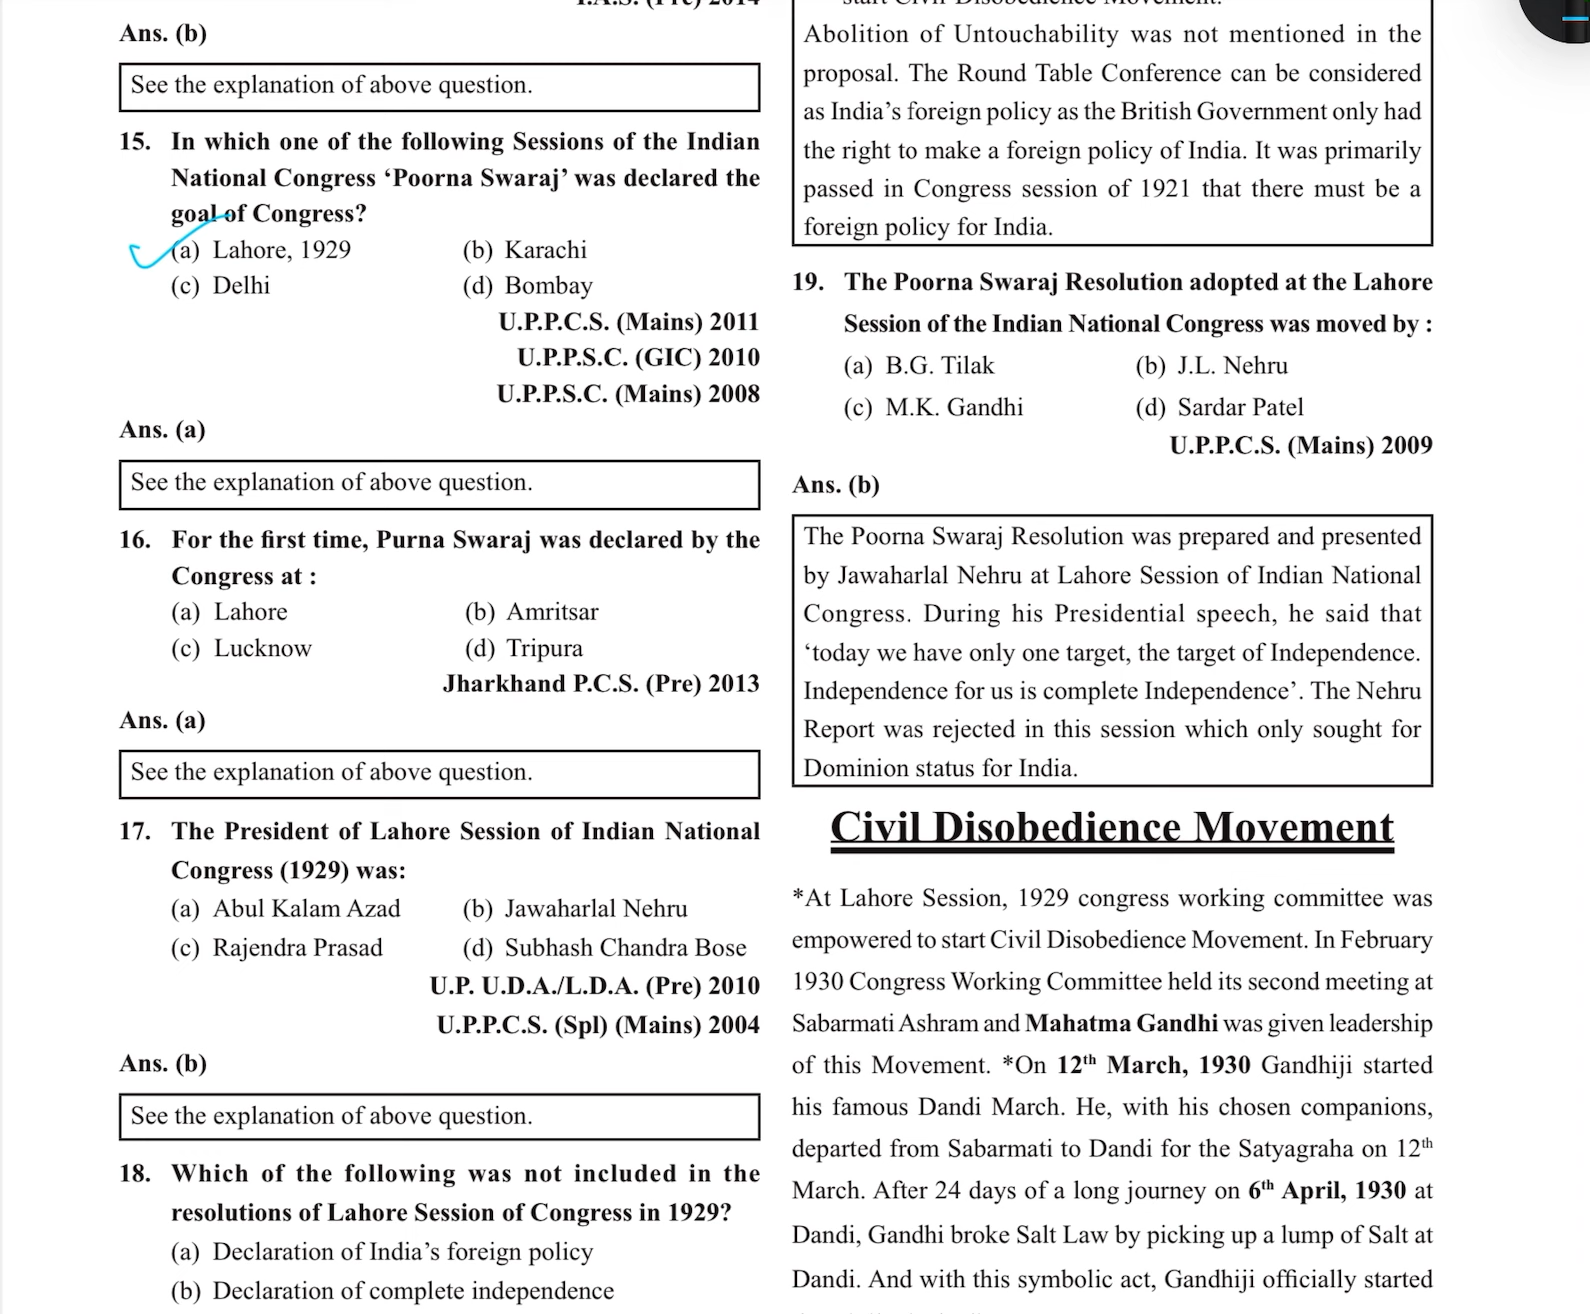 Ans. (b)
See the explanation of above question.
15. In which one of the following Sessions of the Indian
National Congress ‘Poorna Swaraj’ was declared the
goal of Congress?
(a) Lahore, 1929 (b) Karachi
(c) Delhi (d) Bombay
U.P.P.C.S. (Mains) 2011
U.P.P.S.C. (GIC) 2010
U.P.P.S.C. (Mains) 2008
Ans. (a)
See the explanation of above question.
16. For the first time, Purna Swaraj was declared by the
Congress at :
(a) Lahore (b) Amritsar
(c) Lucknow (d) Tripura
Jharkhand P.C.S. (Pre) 2013
Ans. (a)
See the explanation of above question.
17. The President of Lahore Session of Indian National
Congress (1929) was:
(a) Abul Kalam Azad (b) Jawaharlal Nehru
(c) Rajendra Prasad (d) Subhash Chandra Bose
U.P. U.D.A./L.D.A. (Pre) 2010
U.P.P.C.S. (Spl) (Mains) 2004
Ans. (b)
See the explanation of above question.
18. Which of the following was not included in the
resolutions of Lahore Session of Congress in 1929?
(a) Declaration of India’s foreign policy
(b) Declaration of complete independence
Abolition of Untouchability was not mentioned in the
proposal. The Round Table Conference can be considered
as India’s foreign policy as the British Government only had
the right to make a foreign policy of India. It was primarily
passed in Congress session of 1921 that there must be a
foreign policy for India.
19. The Poorna Swaraj Resolution adopted at the Lahore
Session of the Indian National Congress was moved by :
(a) B.G. Tilak (b) J.L. Nehru
(c) M.K. Gandhi (d) Sardar Patel
U.P.P.C.S. (Mains) 2009
Ans. (b)
The Poorna Swaraj Resolution was prepared and presented
by Jawaharlal Nehru at Lahore Session of Indian National
Congress. During his Presidential speech, he said that
‘today we have only one target, the target of Independence.
Independence for us is complete Independence’. The Nehru
Report was rejected in this session which only sought for
Dominion status for India.
Civil Disobedience Movement
*At Lahore Session, 1929 congress working committee was
empowered to start Civil Disobedience Movement. In February
1930 Congress Working Committee held its second meeting at
Sabarmati Ashram and Mahatma Gandhi was given leadership
of this Movement. *On 12th March, 1930 Gandhiji started
his famous Dandi March. He, with his chosen companions,
departed from Sabarmati to Dandi for the Satyagraha on 12th
March. After 24 days of a long journey on 6th April, 1930 at
Dandi, Gandhi broke Salt Law by picking up a lump of Salt at
Dandi. And with this symbolic act, Gandhiji officially started